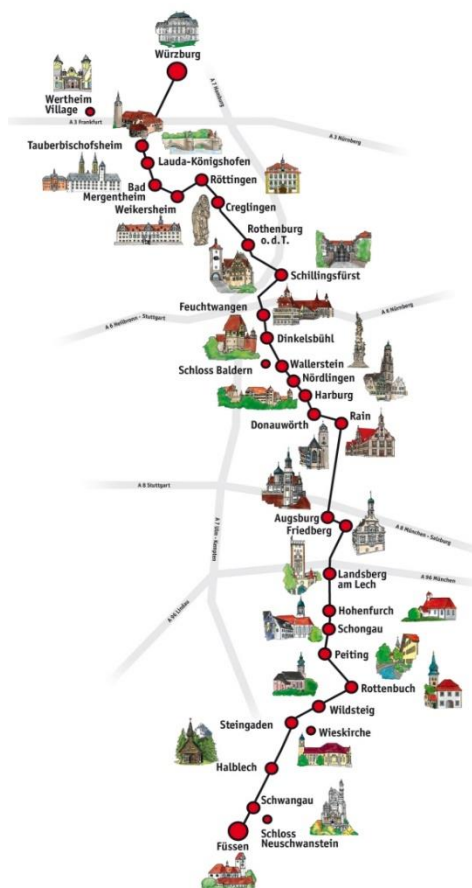 Würzburg
Wertheim
Village
A 7 Hamburg
A 3 Frankfurt
A 3 Nürnberg
Tauberbischofsheim
Lauda-Königshofen
Bad
Mergentheim
Röttingen
Weikersheim
Creglingen
Rothenburg
o.d.T.
Schillingsfürst
Feuchtwangen
A 6 Heilbronn - Stuttgart
A 6 Nürnberg
Dinkelsbühl
Schloss Baldern
Wallerstein
Nördlingen
Harburg
Donauwörth
Rain
A 8 Stuttgart
Augsburg
Friedberg
A 8 München - Salzburg
A 7 Ulm - Kempten
Landsberg
am Lech
A 96 München
A 96 Lindau
Hohenfurch
Schongau
Peiting
Rottenbuch
Wildsteig
Steingaden
Wieskirche
Halblech
Schwangau
Füssen
Schloss
Neuschwanstein